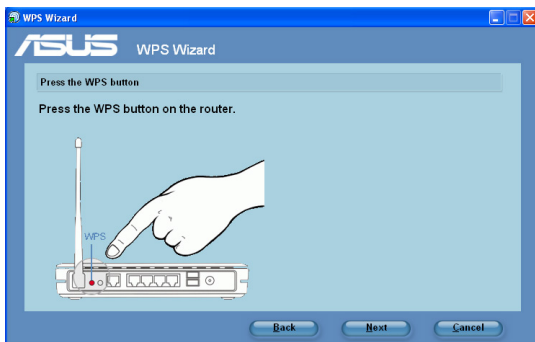 WPS Wizard
ASUS WPS Wizard
Press the WPS button
Press the WPS button on the router.
WPS
Back Next Cancel